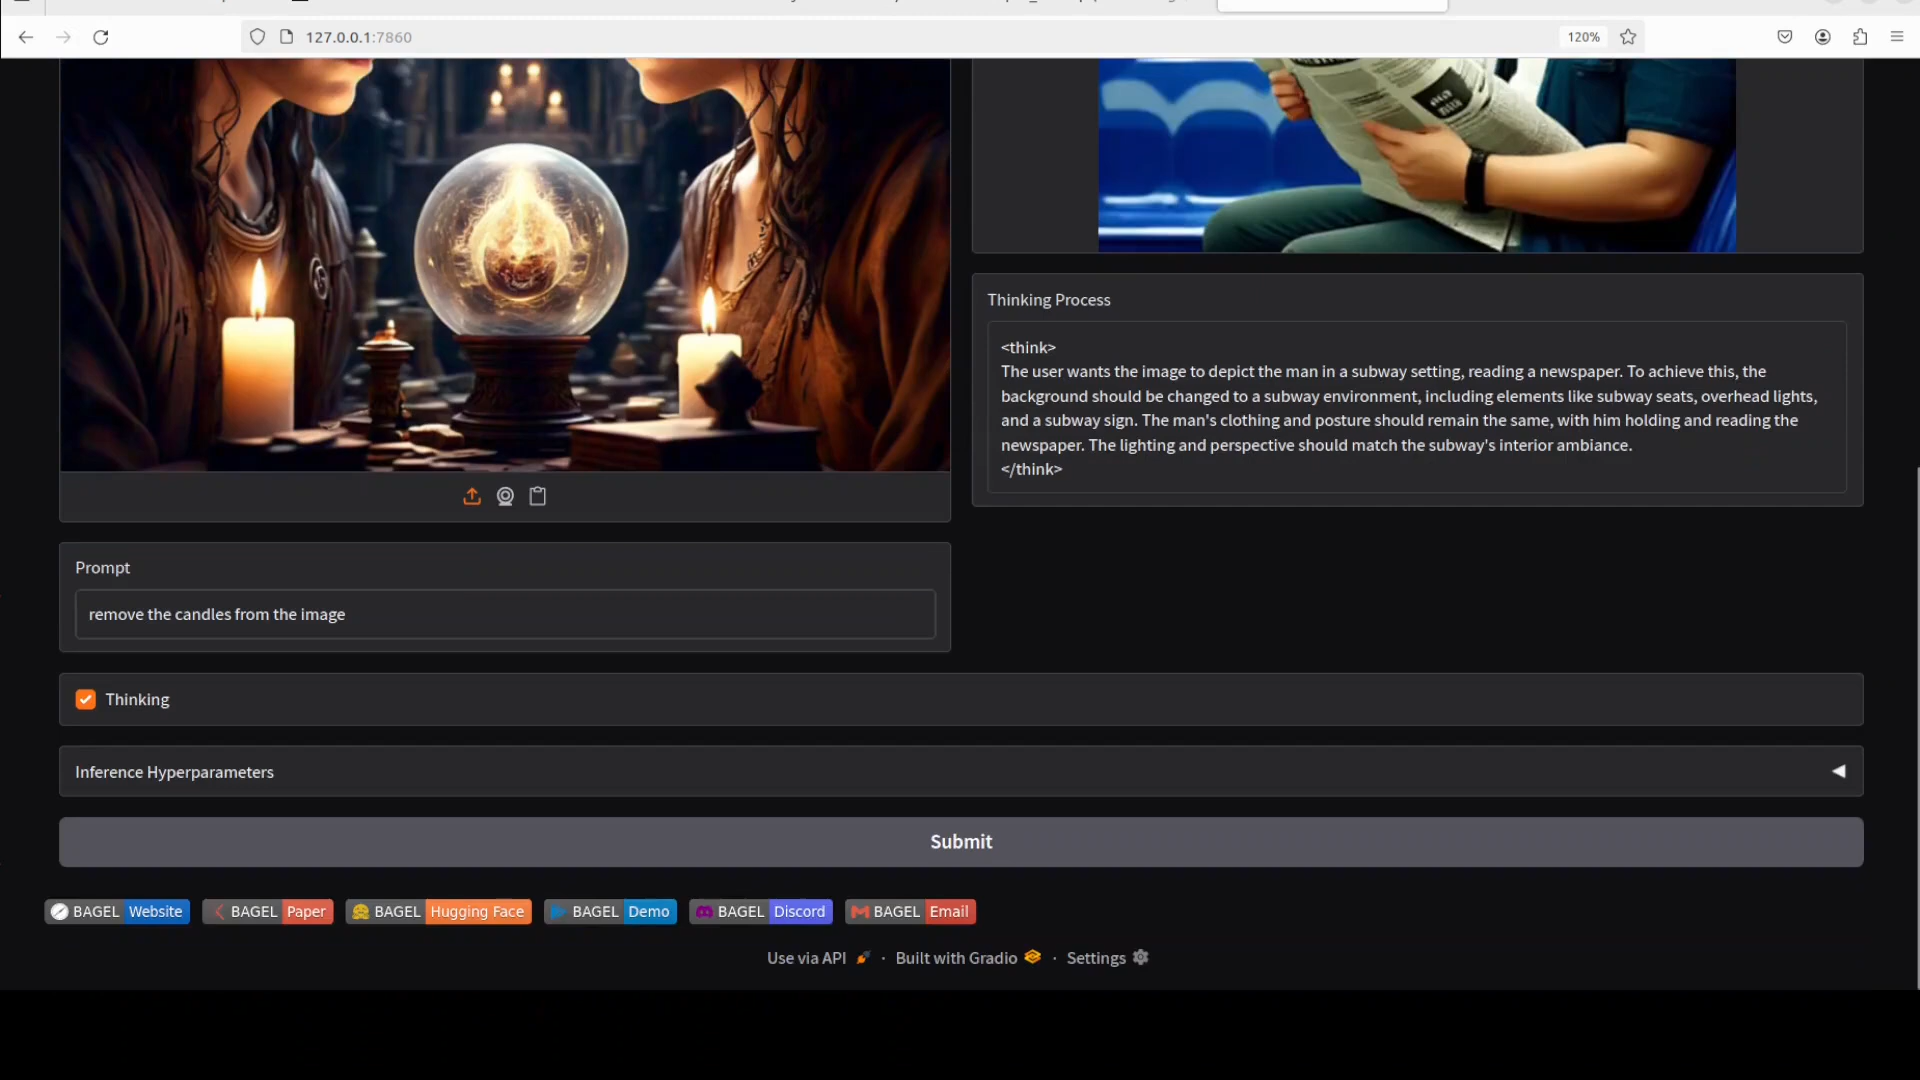 127.0.0.1:7860
120%
Thinking Process
<think>
The user wants the image to depict the man in a subway setting, reading a newspaper. To achieve this, the
background should be changed to a subway environment, including elements like subway seats, overhead lights,
and a subway sign. The man's clothing and posture should remain the same, with him holding and reading the
newspaper. The lighting and perspective should match the subway's interior ambiance.
</think>
Prompt
remove the candles from the image
Thinking
Inference Hyperparameters
Submit
BAGEL Website BAGEL Paper BAGEL Hugging Face BAGEL Demo BAGEL Discord BAGEL Email
Use via API · Built with Gradio · Settings